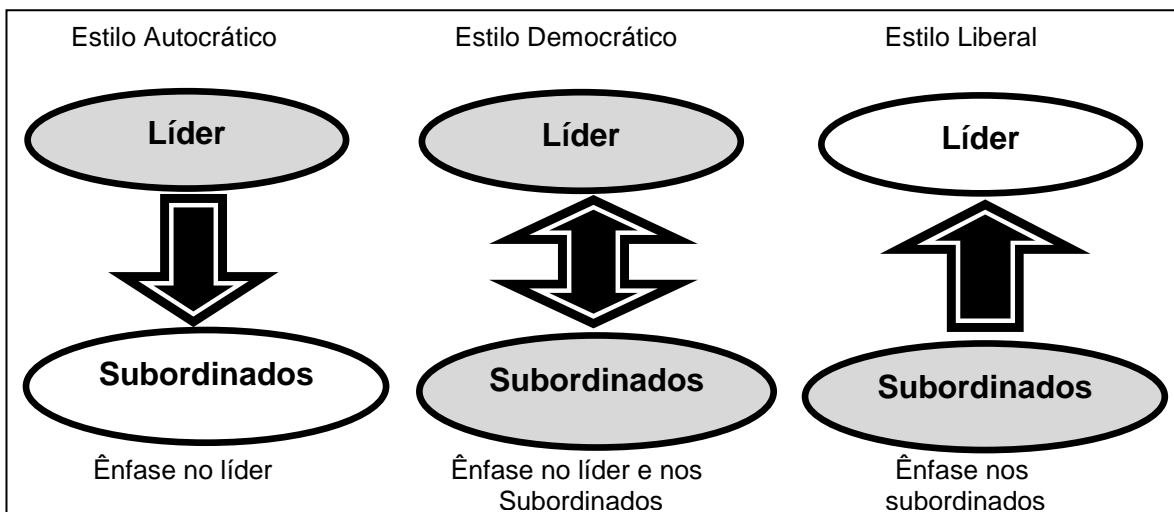 Estilo Autocrático
Líder
Subordinados
Ênfase no líder
Estilo Democrático
Líder
Subordinados
Ênfase no líder e nos
Subordinados
Estilo Liberal
Líder
Subordinados
Ênfase nos
subordinados